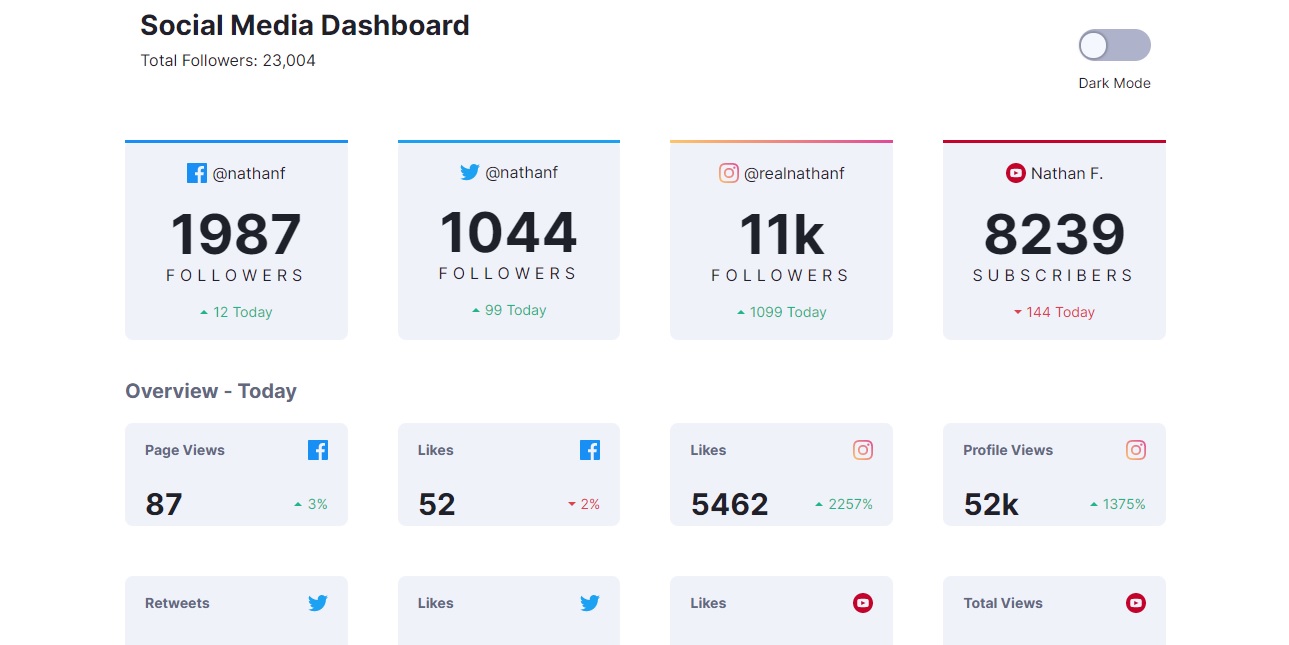 Social Media Dashboard
Total Followers: 23,004
Dark Mode
@nathanf
1987
FOLLOWERS
12 Today
@nathanf
1044
FOLLOWERS
99 Today
@realnathanf
11k
FOLLOWERS
1099 Today
Nathan F.
8239
SUBSCRIBERS
144 Today
Overview - Today
Page Views
87
3%
Likes
52
2%
Likes
5462
2257%
Profile Views
52k
1375%
Retweets
Likes
Likes
Total Views